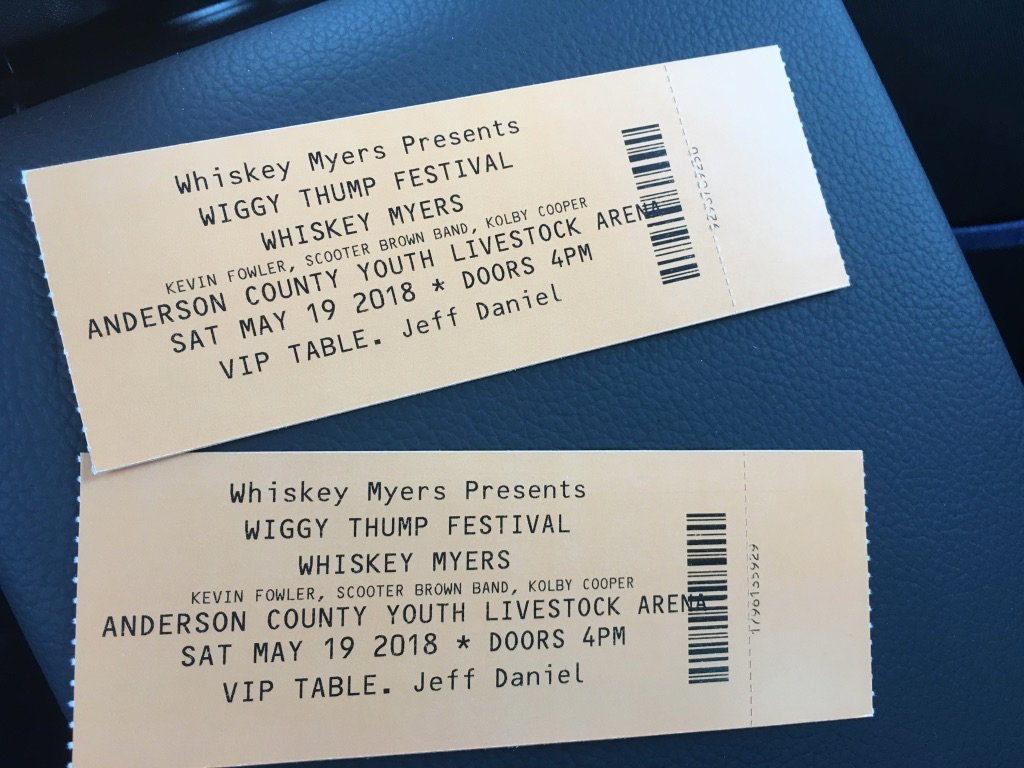 Whiskey Myers Presents
WIGGY THUMP FESTIVAL
WHISKEY MYERS
KEVIN FOWLER, SCOOTER BROWN BAND, KOLBY COOPER
ANDERSON COUNTY YOUTH LIVESTOCK ARENA
SAT MAY 19 2018 * DOORS 4PM
VIP TABLE. Jeff Daniel
Whiskey Myers Presents
WIGGY THUMP FESTIVAL
WHISKEY MYERS
KEVIN FOWLER, SCOOTER BROWN BAND, KOLBY COOPER
ANDERSON COUNTY YOUTH LIVESTOCK ARENA
SAT MAY 19 2018 * DOORS 4PM
VIP TABLE. Jeff Daniel